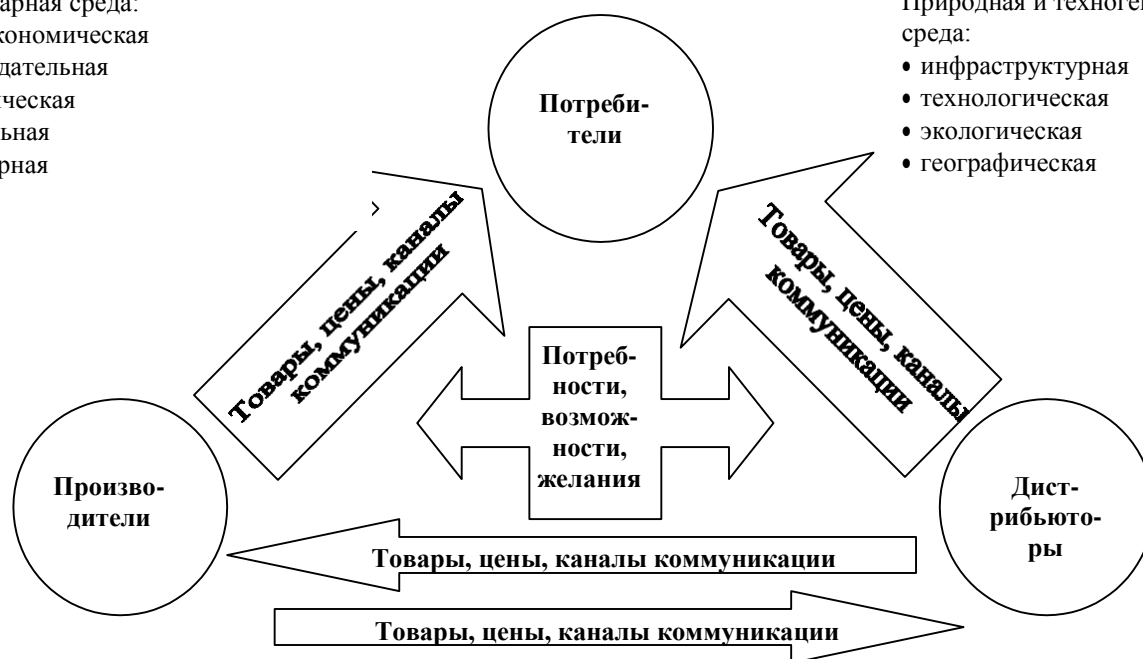 арная среда:
кономическая
дательная
ческая
ьная
рная
Природная и техноген
среда:
• инфраструктурная
• технологическая
• экологическая
• географическая
Потреби-
тели
Товары, цены, каналы
коммуникации
Товары, цены, каналы
коммуникации
Потреб-
ности,
возмож-
ности,
желания
Произво-
дители
Дист-
рибьюто-
ры
Товары, цены, каналы коммуникации
Товары, цены, каналы коммуникации